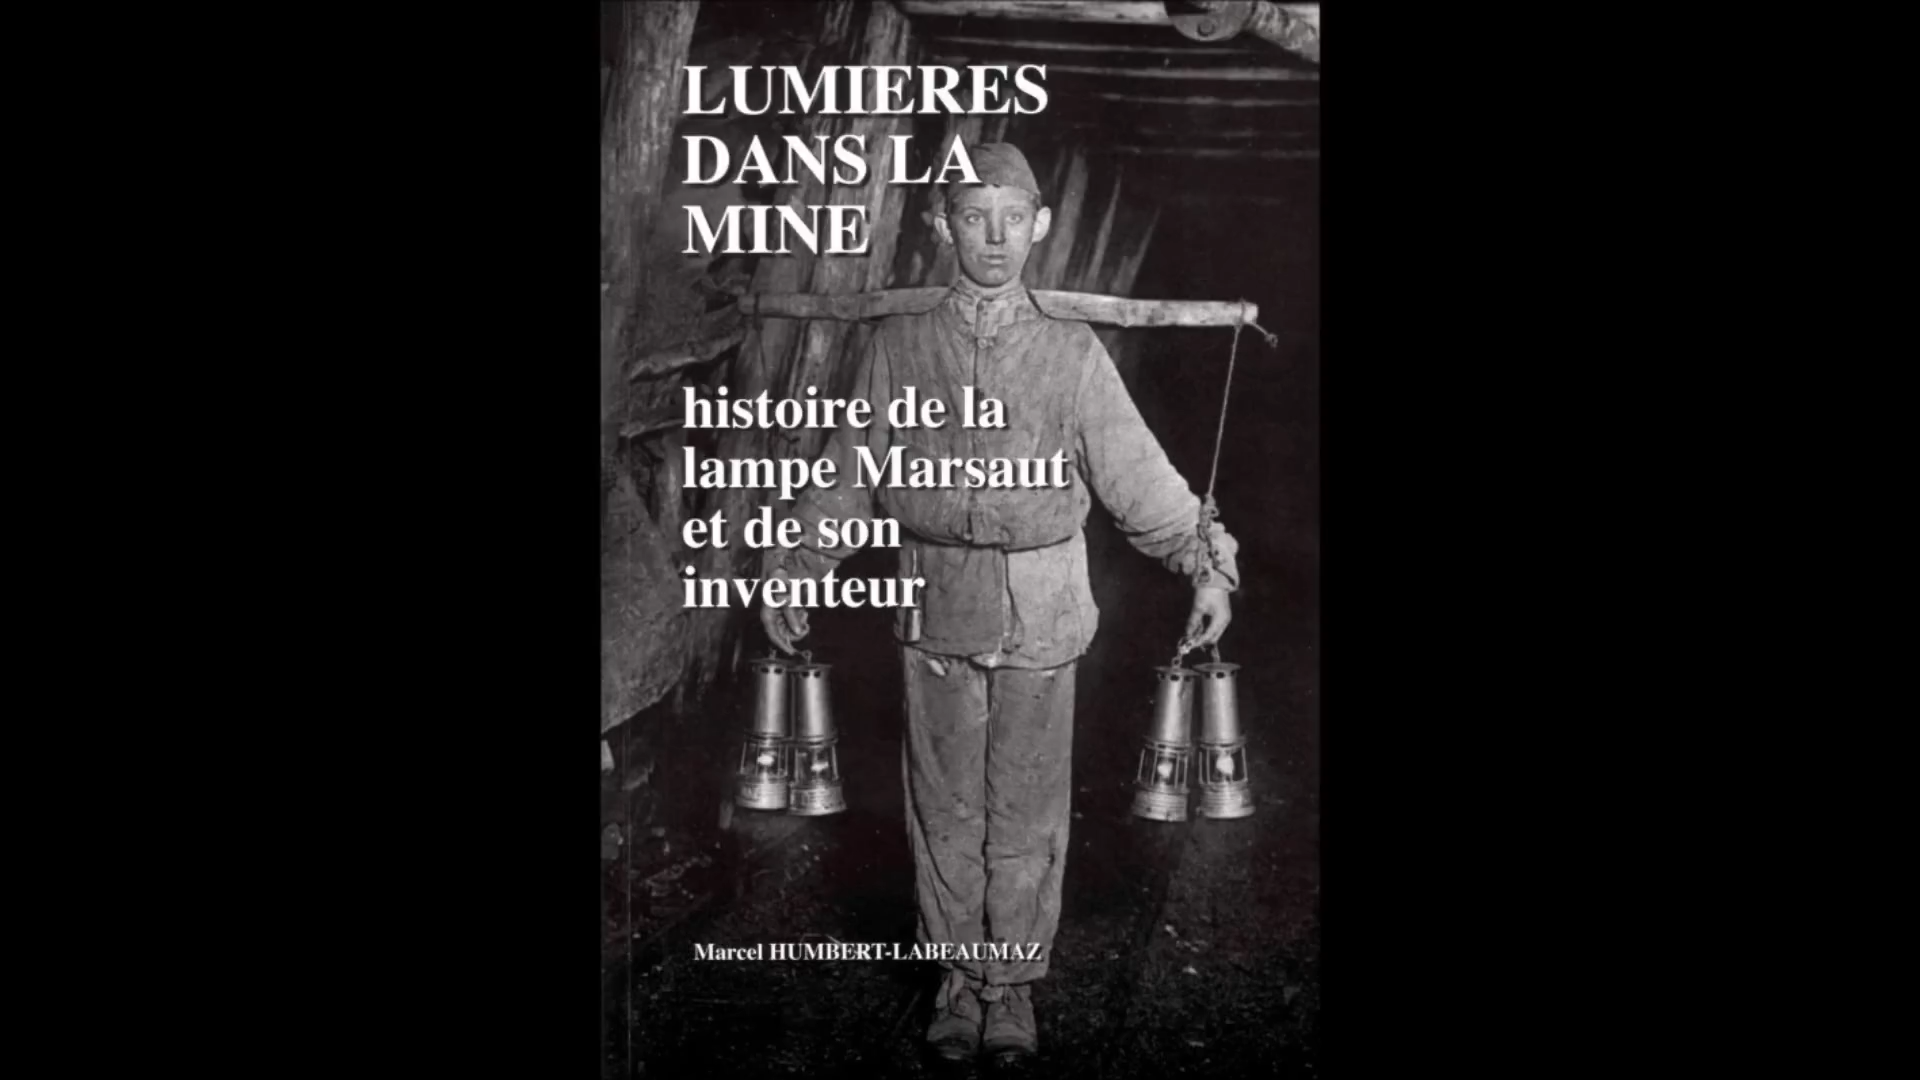 LUMIERES
DANS LA
MINE
histoire de la
lampe Marsaut
et de son
inventeur
Marcel HUMBERT-LABEAUMAZ